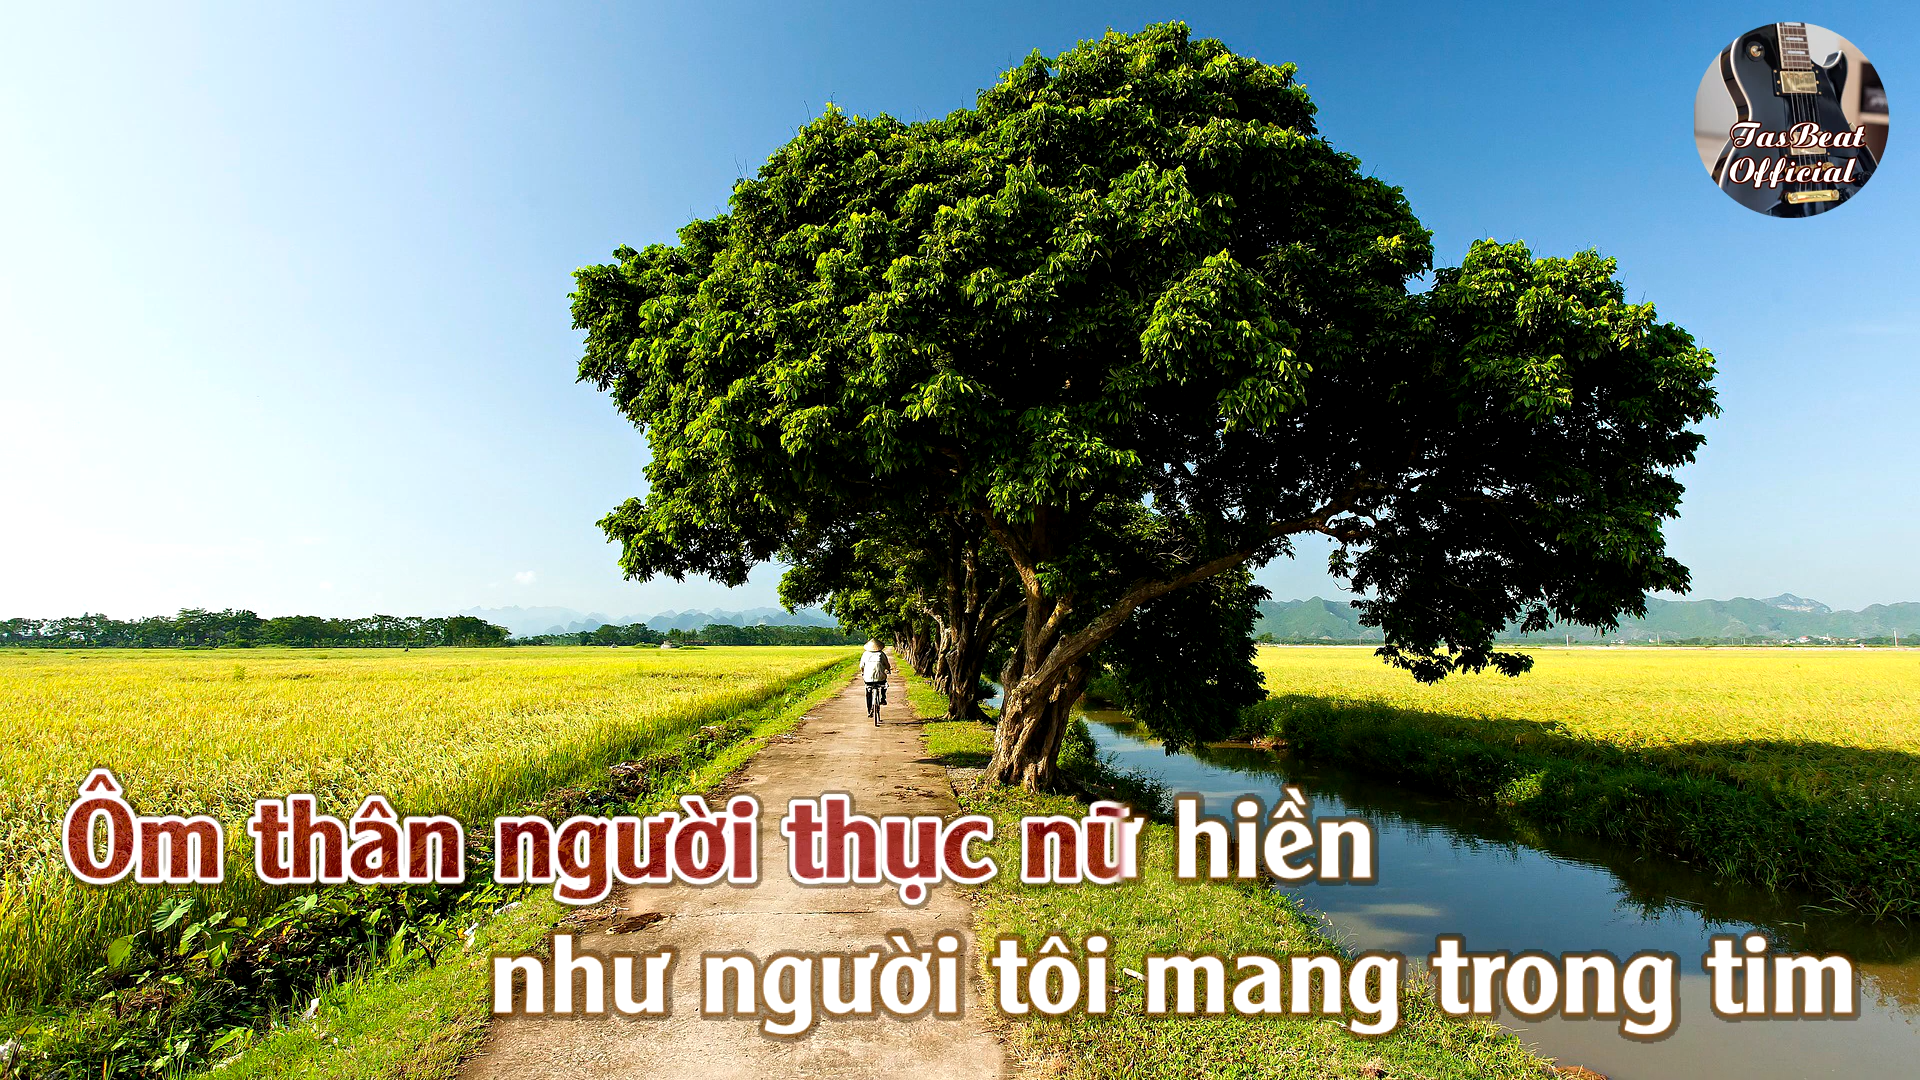 TasBeat
Official
Ôm thân người thục nữ hiền
như người tôi mang trong tim